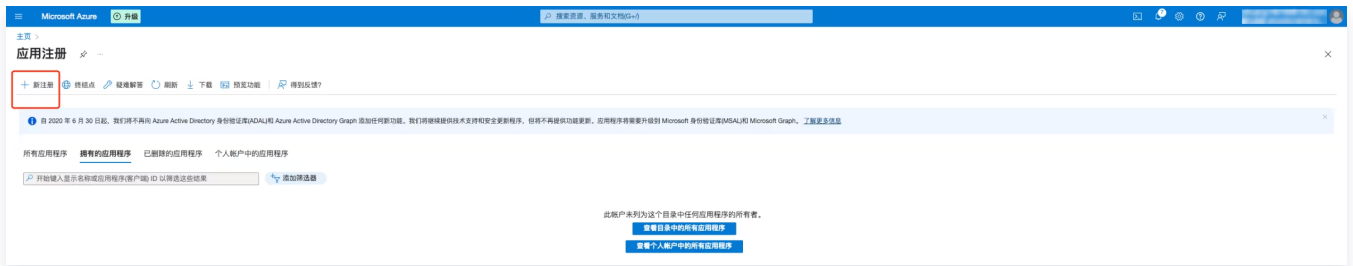 Microsoft Azure 升级 搜索资源、服务和文档(G+/)
主页 >
应用注册
新注册 终结点 疑难解答 刷新 下载 预览功能 得到反馈?
自 2020 年 6 月 30 日起，我们将不再向 Azure Active Directory 身份验证库(ADAL)和 Azure Active Directory Graph 添加任何新功能。我们将继续提供技术支持和安全更新程序，但将不再提供功能更新。应用程序将需要升级到 Microsoft 身份验证库(MSAL)和 Microsoft Graph。 了解更多信息
所有应用程序 拥有的应用程序 已删除的应用程序 个人帐户中的应用程序
开始键入显示名称或应用程序(客户端) ID 以筛选这些结果 添加筛选器
此帐户未列为这个目录中任何应用程序的所有者。
查看目录中的所有应用程序
查看个人帐户中的所有应用程序